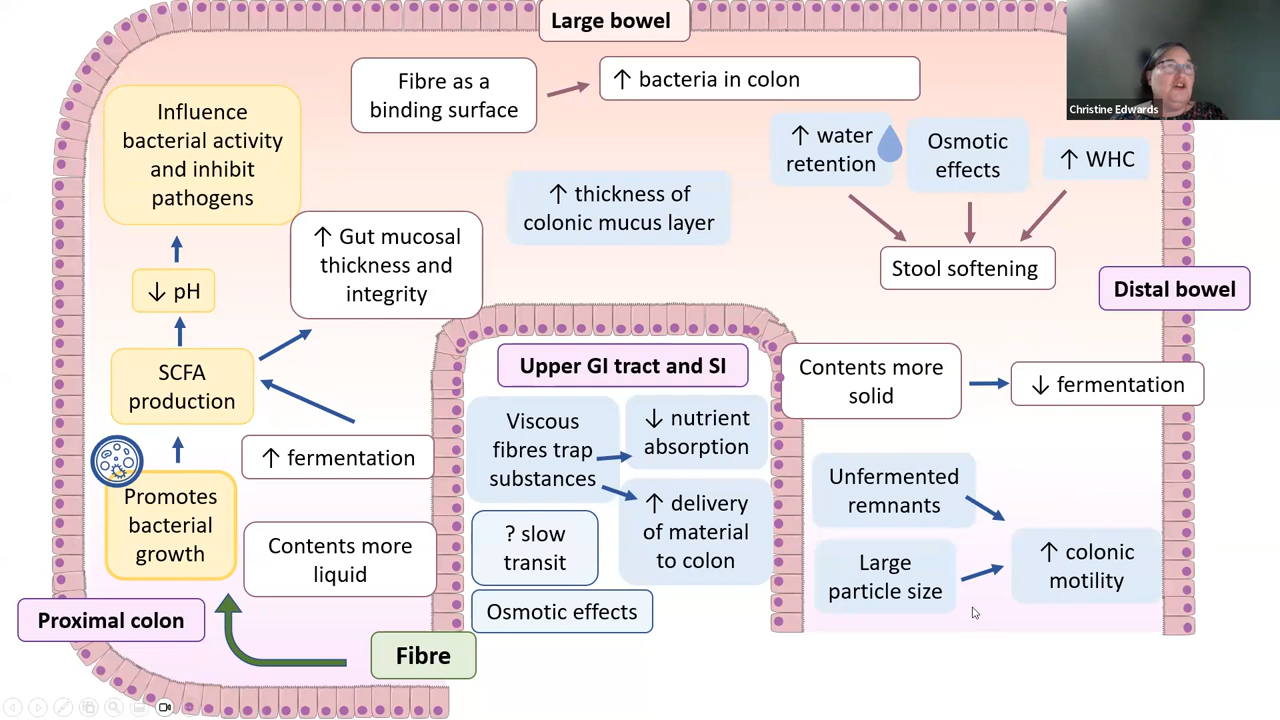 Large bowel
Christine Edwards
Fibre as a
binding surface
↑ bacteria in colon
Influence
bacterial activity
and inhibit
pathogens
↑ water
retention
Osmotic
effects
↑ WHC
↑ thickness of
colonic mucus layer
↑ Gut mucosal
thickness and
integrity
Stool softening
↓ pH
Distal bowel
SCFA
production
Upper GI tract and SI
Contents more
solid
↓ fermentation
Viscous
fibres trap
substances
↓ nutrient
absorption
↑ fermentation
↑ delivery
of material
to colon
Unfermented
remnants
Promotes
bacterial
growth
Contents more
liquid
? slow
transit
Large
particle size
↑ colonic
motility
Osmotic effects
Proximal colon
Fibre